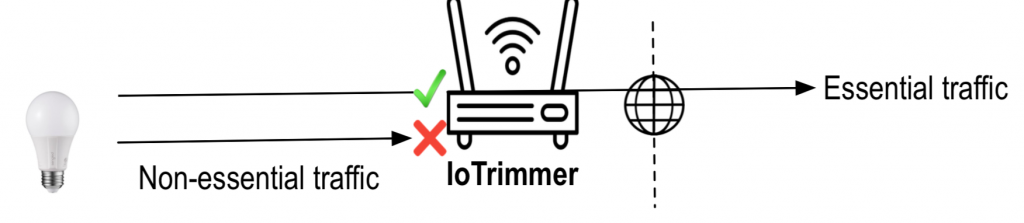 Essential traffic
Non-essential traffic
IoTrimmer